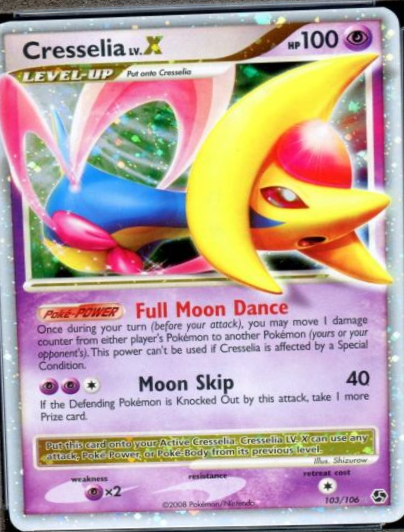 Cresselia LV.X HP100
LEVEL-UP Put onto Cresselia
Poké-POWER Full Moon Dance
Once during your turn (before your attack), you may move 1 damage
counter from either player's Pokémon to another Pokémon (yours or your
opponent's). This power can't be used if Cresselia is affected by a Special
Condition.
Moon Skip 40
If the Defending Pokémon is Knocked Out by this attack, take 1 more
Prize card.
Put this card onto your Active Cresselia. Cresselia LV. X can use any
attack, Poké-Power, or Poké-Body from its previous level.
Illus. Shizurow
weakness resistance retreat cost
×2
©2008 Pokémon/Nintendo 103/106